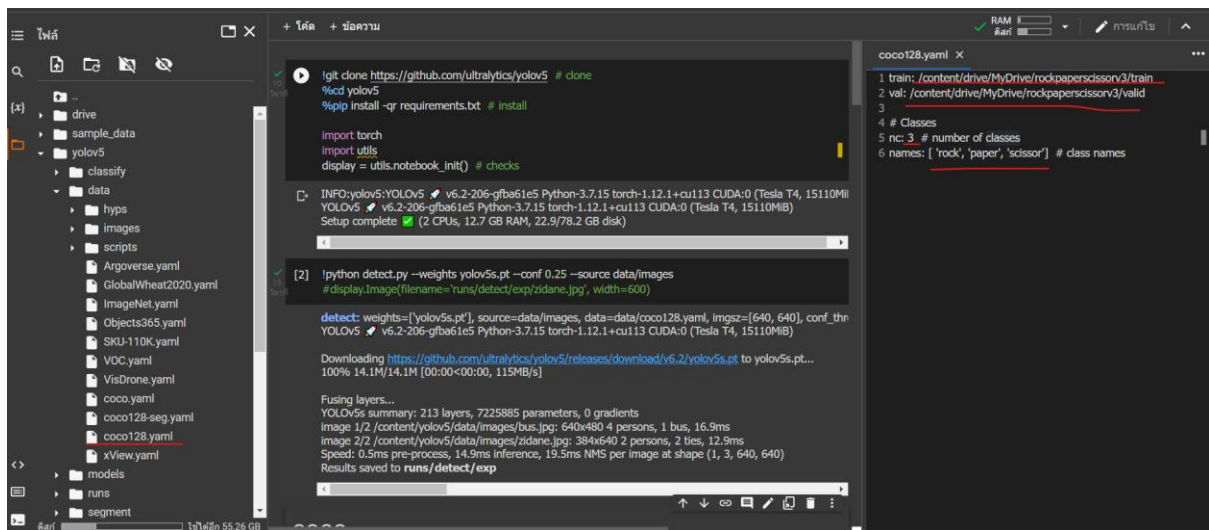 ไฟล์
+ โค้ด + ข้อความ
RAM
ดิสก์
การแก้ไข
{x}
..
drive
sample_data
yolov5
classify
data
hyps
images
scripts
Argoverse.yaml
GlobalWheat2020.yaml
ImageNet.yaml
Objects365.yaml
SKU-110K.yaml
VOC.yaml
VisDrone.yaml
coco.yaml
coco128-seg.yaml
coco128.yaml
xView.yaml
models
runs
segment
ดิสก์ ใช้ได้อีก 55.26 GB
!git clone https://github.com/ultralytics/yolov5 # clone
%cd yolov5
%pip install -qr requirements.txt # install
import torch
import utils
display = utils.notebook_init() # checks
INFO:yolov5:YOLOv5 🚀 v6.2-206-gfba61e5 Python-3.7.15 torch-1.12.1+cu113 CUDA:0 (Tesla T4, 15110Mi
YOLOv5 🚀 v6.2-206-gfba61e5 Python-3.7.15 torch-1.12.1+cu113 CUDA:0 (Tesla T4, 15110MiB)
Setup complete ✅ (2 CPUs, 12.7 GB RAM, 22.9/78.2 GB disk)
[2] !python detect.py --weights yolov5s.pt --conf 0.25 --source data/images
#display.Image(filename='runs/detect/exp/zidane.jpg', width=600)
detect: weights=['yolov5s.pt'], source=data/images, data=data/coco128.yaml, imgsz=[640, 640], conf_thr
YOLOv5 🚀 v6.2-206-gfba61e5 Python-3.7.15 torch-1.12.1+cu113 CUDA:0 (Tesla T4, 15110MiB)
Downloading https://github.com/ultralytics/yolov5/releases/download/v6.2/yolov5s.pt to yolov5s.pt...
100% 14.1M/14.1M [00:00<00:00, 115MB/s]
Fusing layers...
YOLOv5s summary: 213 layers, 7225885 parameters, 0 gradients
image 1/2 /content/yolov5/data/images/bus.jpg: 640x480 4 persons, 1 bus, 16.9ms
image 2/2 /content/yolov5/data/images/zidane.jpg: 384x640 2 persons, 2 ties, 12.9ms
Speed: 0.5ms pre-process, 14.9ms inference, 19.5ms NMS per image at shape (1, 3, 640, 640)
Results saved to runs/detect/exp
coco128.yaml
1 train: /content/drive/MyDrive/rockpaperscissorv3/train
2 val: /content/drive/MyDrive/rockpaperscissorv3/valid
3
4 # Classes
5 nc: 3 # number of classes
6 names: [ 'rock', 'paper', 'scissor'] # class names